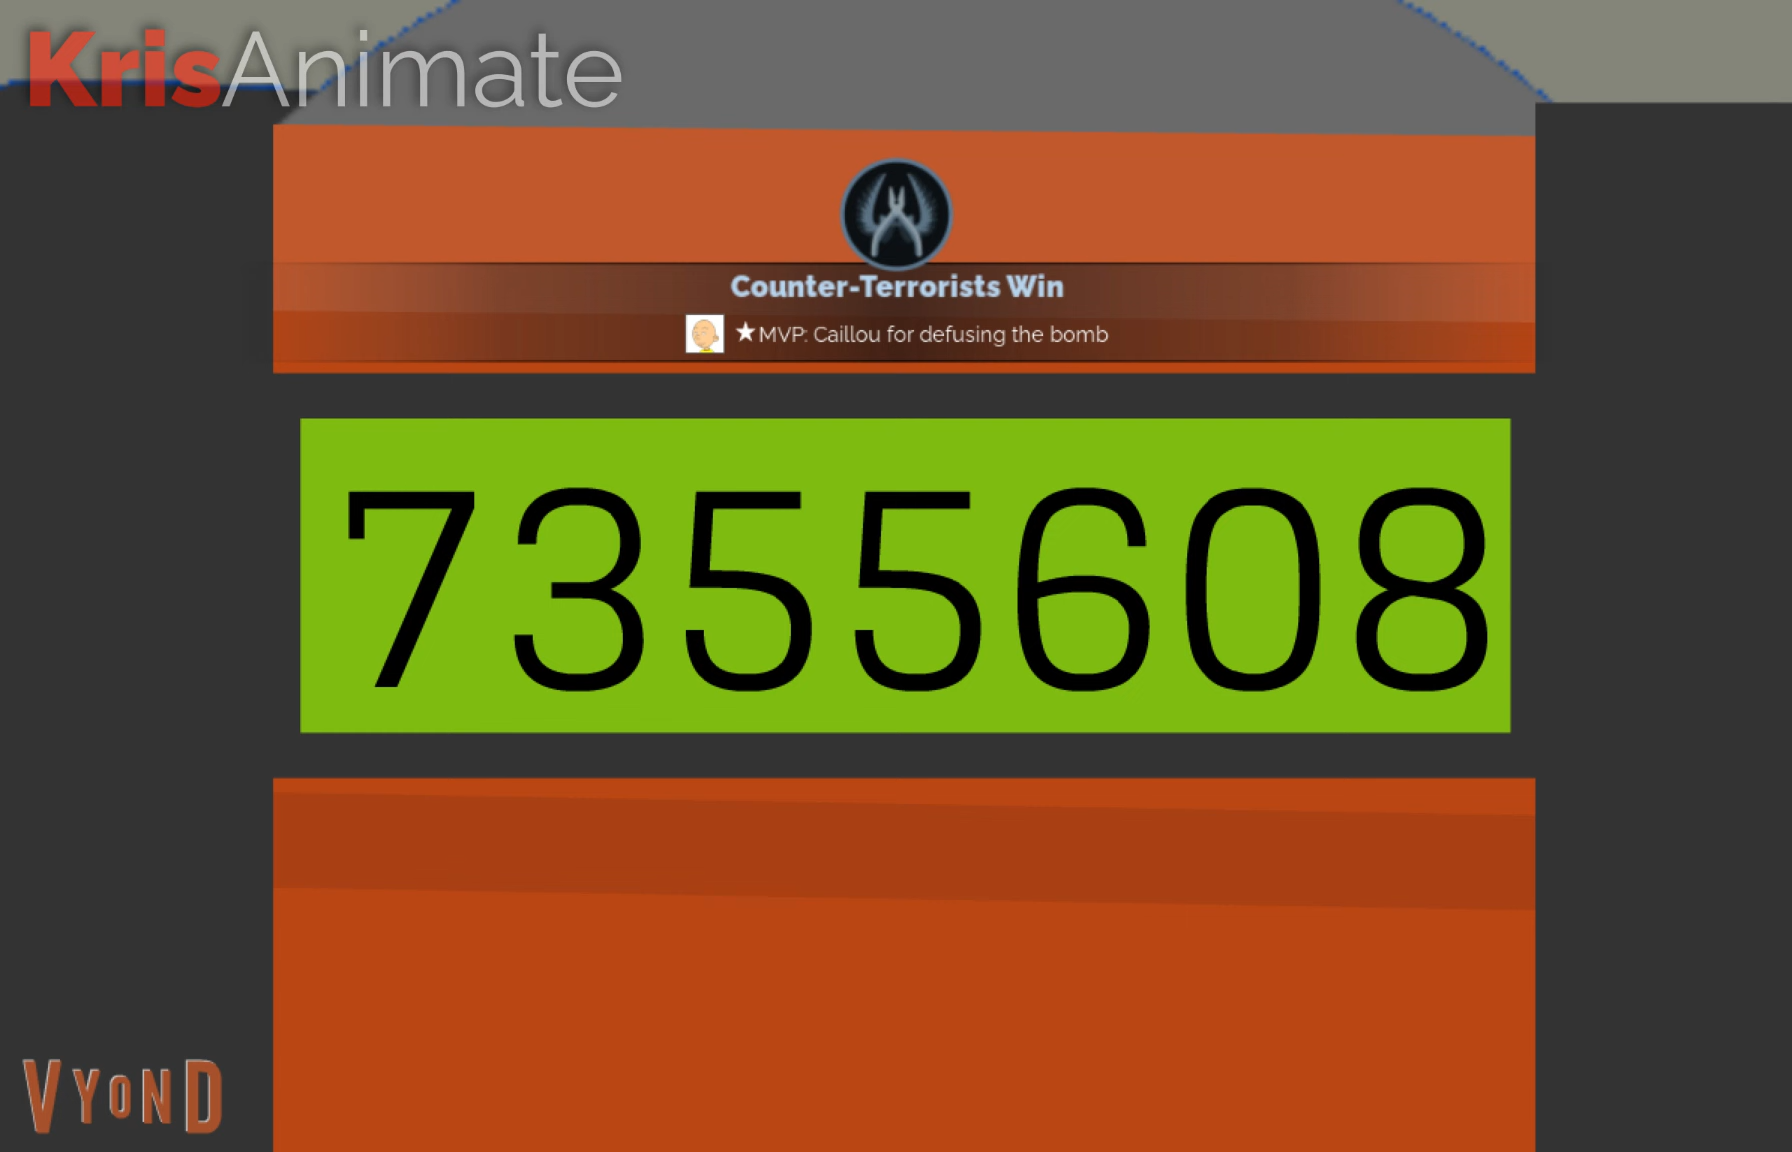 KrisAnimate
Counter-Terrorists Win
★MVP: Caillou for defusing the bomb
7355608
VYOND